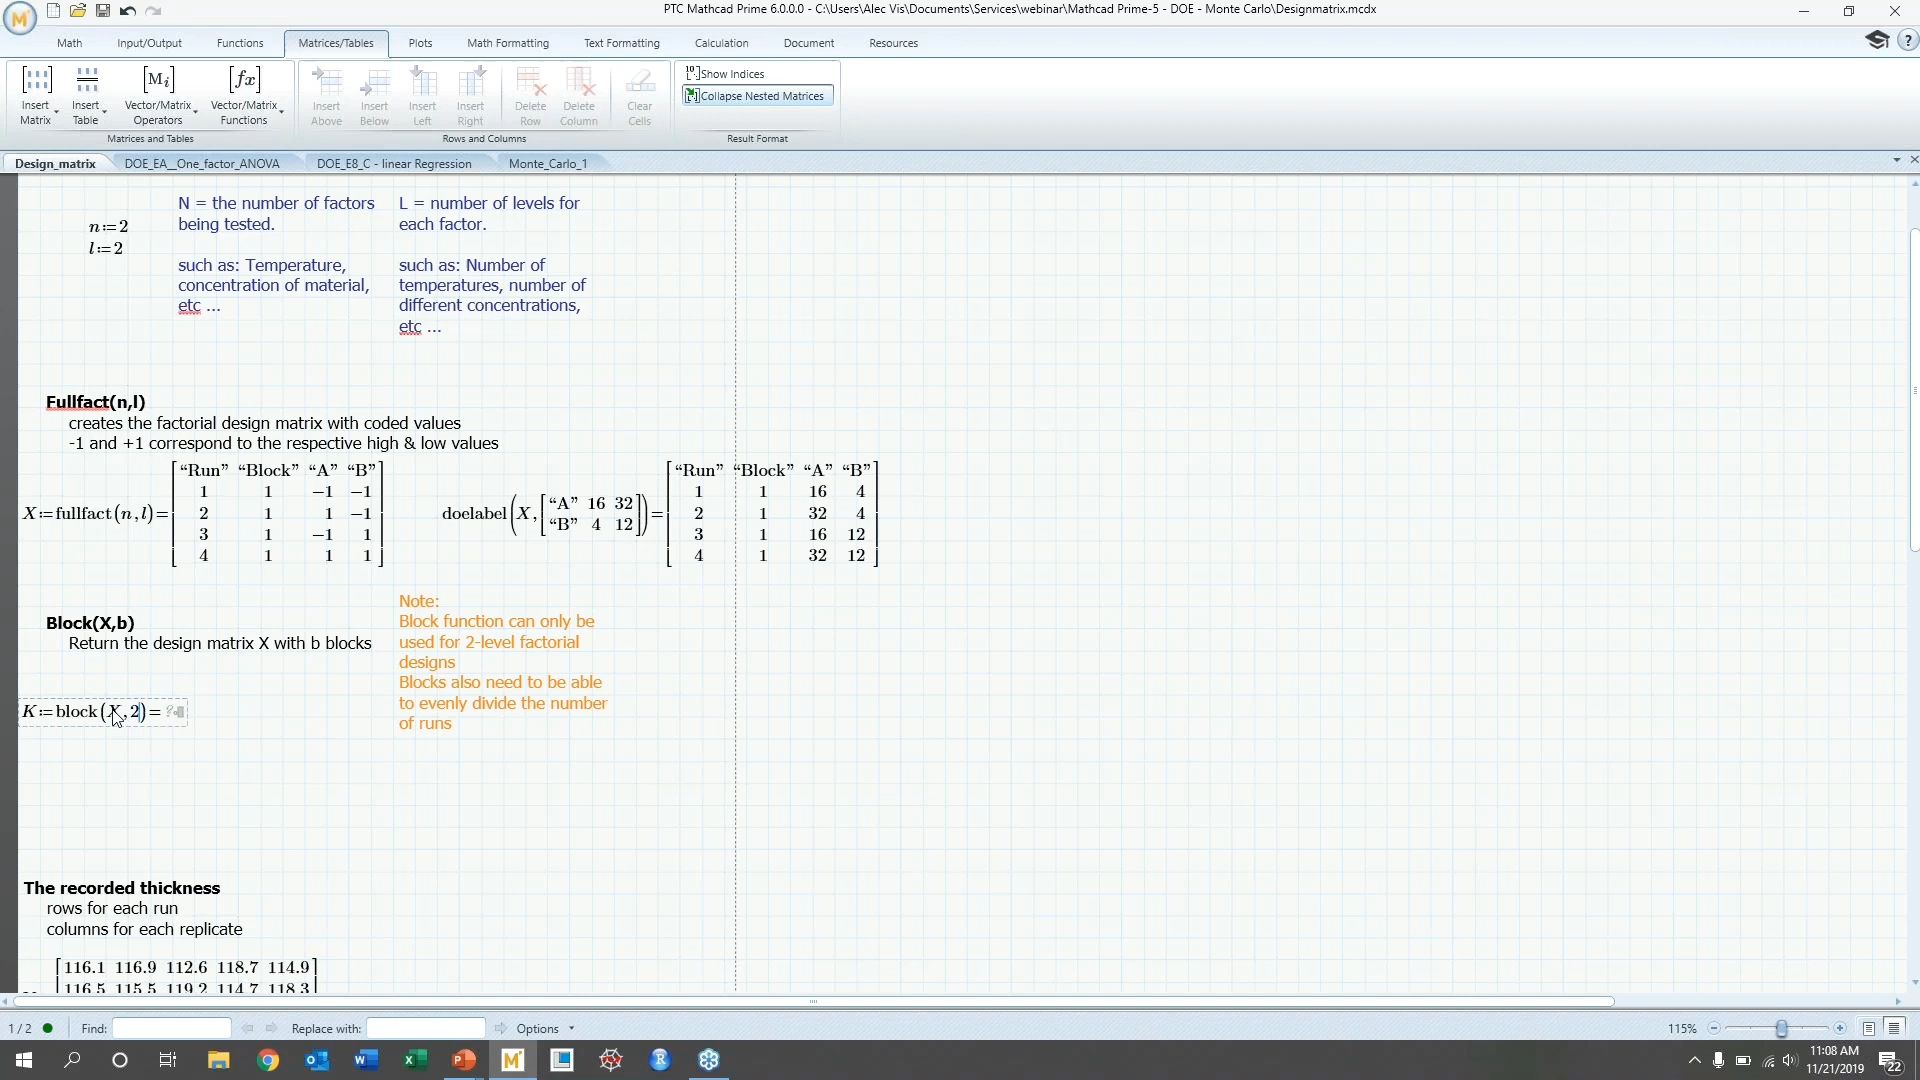 PTC Mathcad Prime 6.0.0.0 - C:\Users\Alec Vis\Documents\Services\webinar\Mathcad Prime-5 - DOE - Monte Carlo\Designmatrix.mcdx
Math Input/Output Functions Matrices/Tables Plots Math Formatting Text Formatting Calculation Document Resources
Insert Matrix
Insert Table
Vector/Matrix Operators
Vector/Matrix Functions
Matrices and Tables
Insert Above
Insert Below
Insert Left
Insert Right
Delete Row
Delete Column
Rows and Columns
Clear Cells
Show Indices
Collapse Nested Matrices
Result Format
Design_matrix DOE_EA__One_factor_ANOVA DOE_E8_C - linear Regression Monte_Carlo_1
n:=2
l:=2
N = the number of factors
being tested.
such as: Temperature,
concentration of material,
etc ...
L = number of levels for
each factor.
such as: Number of
temperatures, number of
different concentrations,
etc ...
Fullfact(n,l)
creates the factorial design matrix with coded values
-1 and +1 correspond to the respective high & low values
X:=fullfact(n,l)=
“Run” “Block” “A” “B”
1 1 −1 −1
2 1 1 −1
3 1 −1 1
4 1 1 1
doelabel(X,[“A” 16 32
“B” 4 12])=
“Run” “Block” “A” “B”
1 1 16 4
2 1 32 4
3 1 16 12
4 1 32 12
Block(X,b)
Return the design matrix X with b blocks
Note:
Block function can only be
used for 2-level factorial
designs
Blocks also need to be able
to evenly divide the number
of runs
K:=block(X,2)=?
The recorded thickness
rows for each run
columns for each replicate
116.1 116.9 112.6 118.7 114.9
116.5 115.5 119.2 114.7 118.3
1 / 2 Find: Replace with: Options 115%
11:08 AM
11/21/2019
22